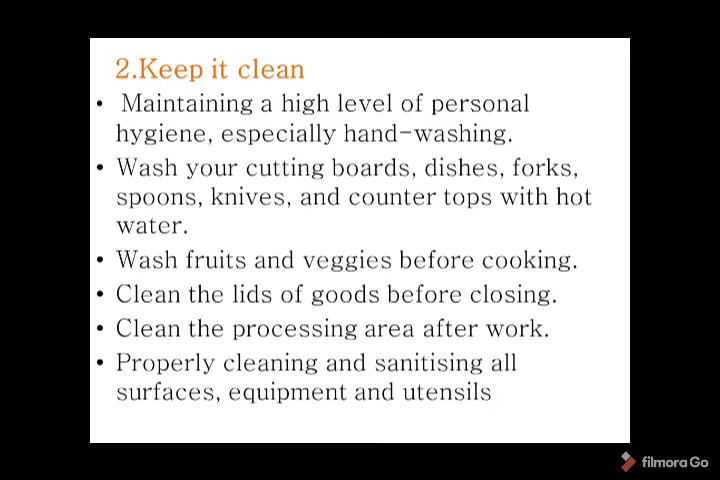 2.Keep it clean
• Maintaining a high level of personal
hygiene, especially hand-washing.
• Wash your cutting boards, dishes, forks,
spoons, knives, and counter tops with hot
water.
• Wash fruits and veggies before cooking.
• Clean the lids of goods before closing.
• Clean the processing area after work.
• Properly cleaning and sanitising all
surfaces, equipment and utensils
filmora Go